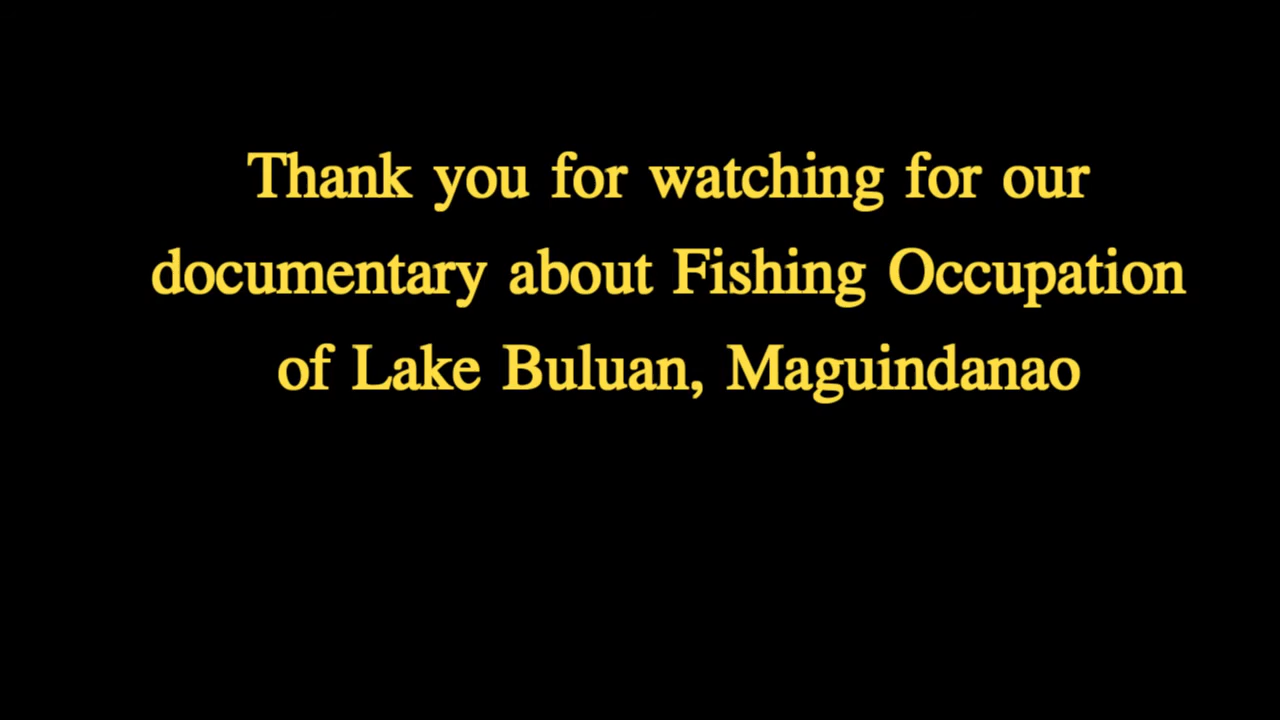 Thank you for watching for our
documentary about Fishing Occupation
of Lake Buluan, Maguindanao